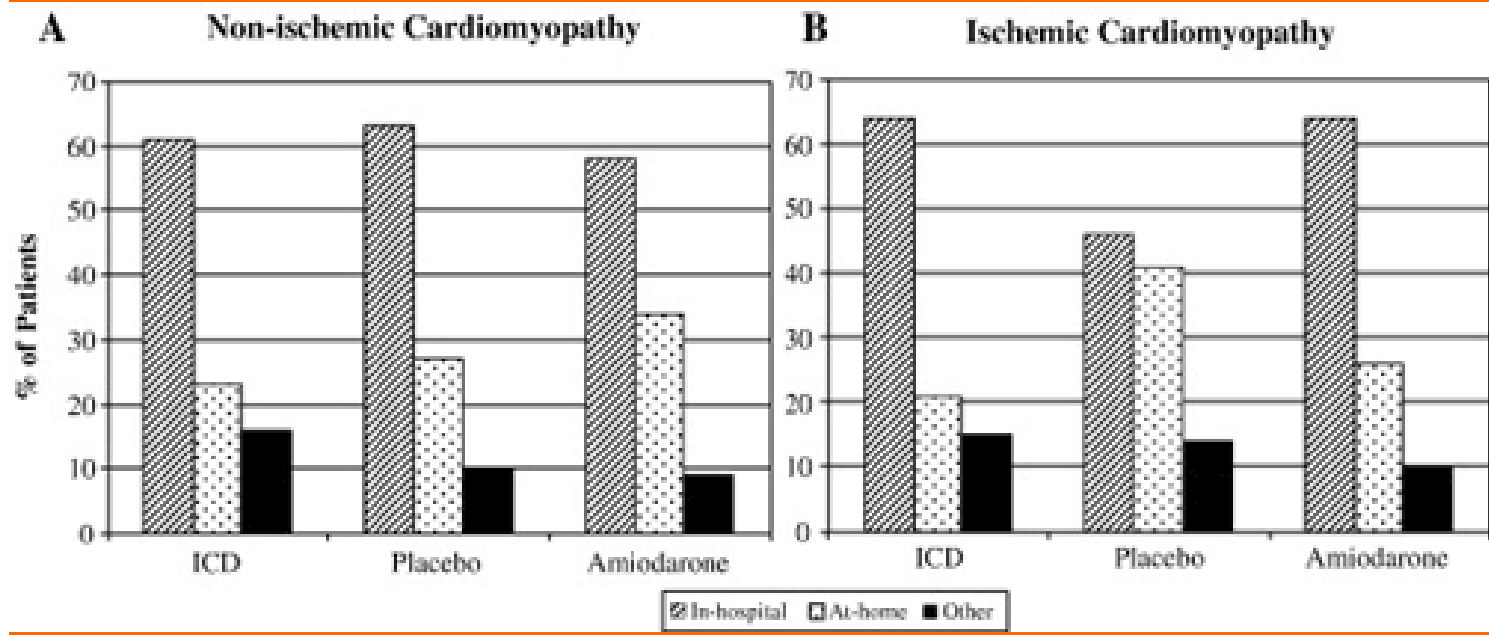 A Non-ischemic Cardiomyopathy
70
60
50
40
30
20
10
0
% of Patients
ICD Placebo Amiodarone
B Ischemic Cardiomyopathy
70
60
50
40
30
20
10
0
ICD Placebo Amiodarone
In-hospital At-home Other